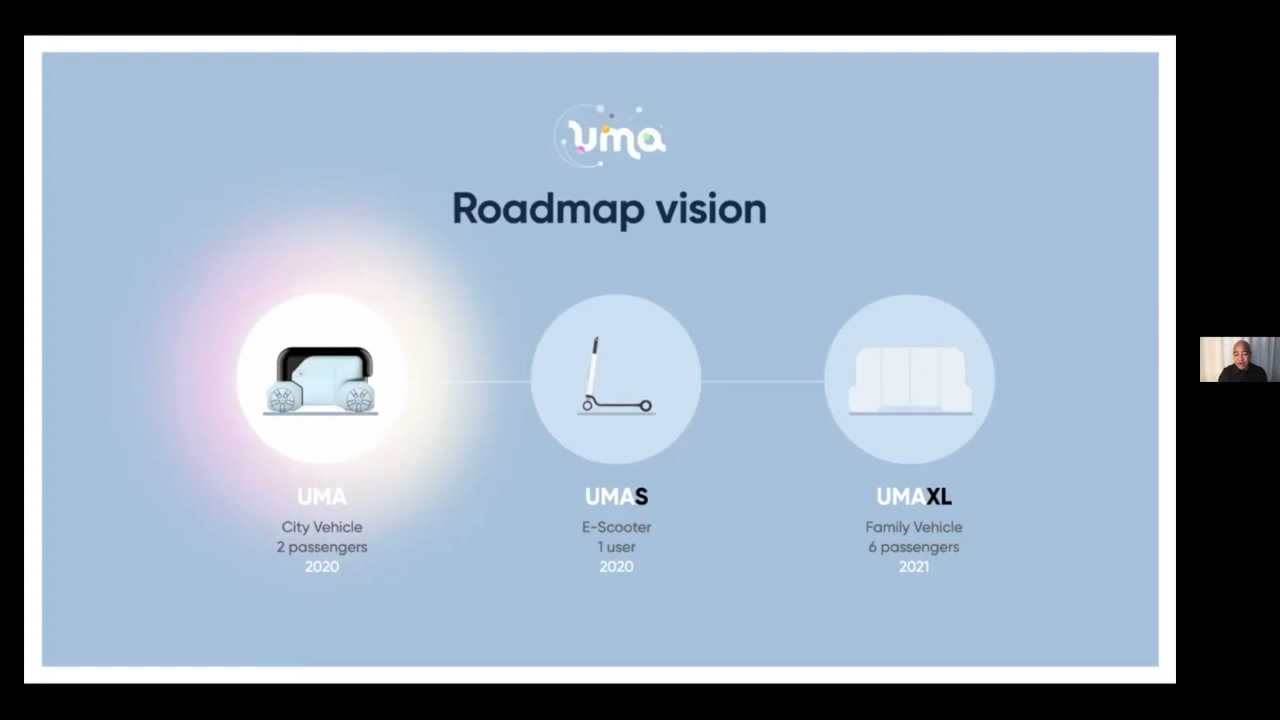 uma
Roadmap vision
UMA
City Vehicle
2 passengers
2020
UMAS
E-Scooter
1 user
2020
UMAXL
Family Vehicle
6 passengers
2021